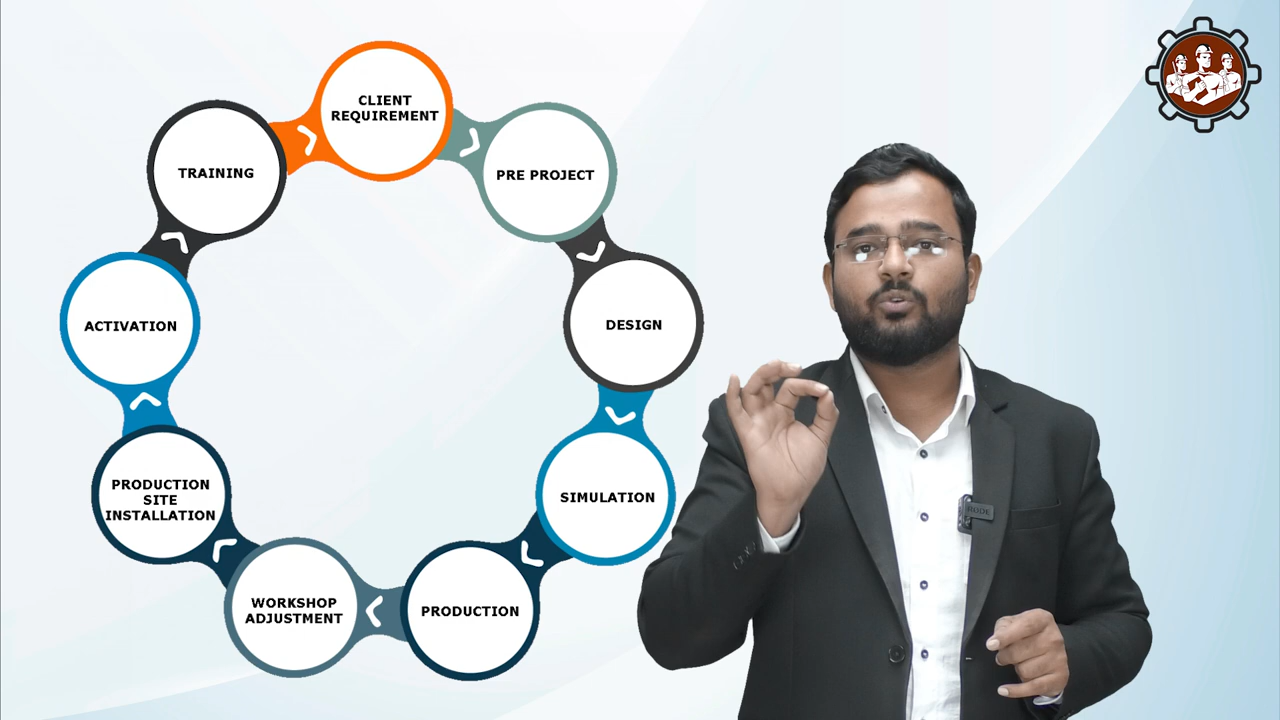 CLIENT
REQUIREMENT
PRE PROJECT
DESIGN
SIMULATION
PRODUCTION
WORKSHOP
ADJUSTMENT
PRODUCTION
SITE
INSTALLATION
ACTIVATION
TRAINING
RODE